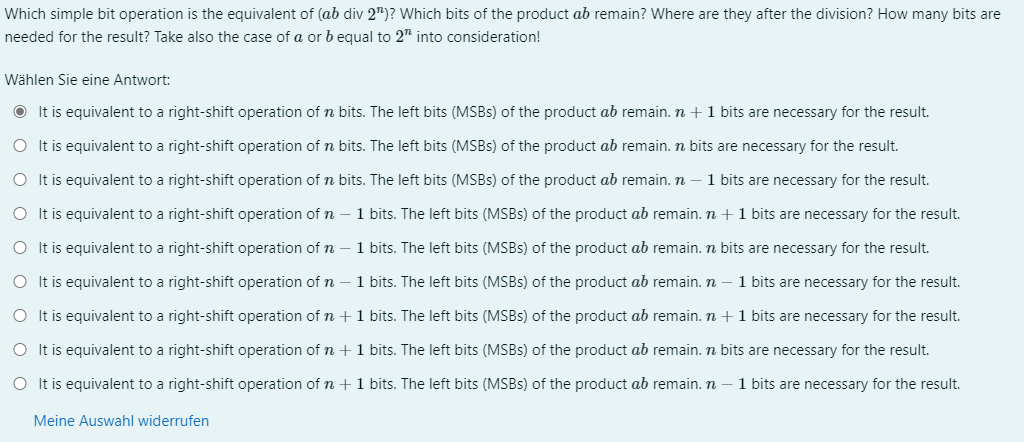 Which simple bit operation is the equivalent of (ab div 2ⁿ)? Which bits of the product ab remain? Where are they after the division? How many bits are
needed for the result? Take also the case of a or b equal to 2ⁿ into consideration!
Wählen Sie eine Antwort:
It is equivalent to a right-shift operation of n bits. The left bits (MSBs) of the product ab remain. n + 1 bits are necessary for the result.
It is equivalent to a right-shift operation of n bits. The left bits (MSBs) of the product ab remain. n bits are necessary for the result.
It is equivalent to a right-shift operation of n bits. The left bits (MSBs) of the product ab remain. n − 1 bits are necessary for the result.
It is equivalent to a right-shift operation of n − 1 bits. The left bits (MSBs) of the product ab remain. n + 1 bits are necessary for the result.
It is equivalent to a right-shift operation of n − 1 bits. The left bits (MSBs) of the product ab remain. n bits are necessary for the result.
It is equivalent to a right-shift operation of n − 1 bits. The left bits (MSBs) of the product ab remain. n − 1 bits are necessary for the result.
It is equivalent to a right-shift operation of n + 1 bits. The left bits (MSBs) of the product ab remain. n + 1 bits are necessary for the result.
It is equivalent to a right-shift operation of n + 1 bits. The left bits (MSBs) of the product ab remain. n bits are necessary for the result.
It is equivalent to a right-shift operation of n + 1 bits. The left bits (MSBs) of the product ab remain. n − 1 bits are necessary for the result.
Meine Auswahl widerrufen